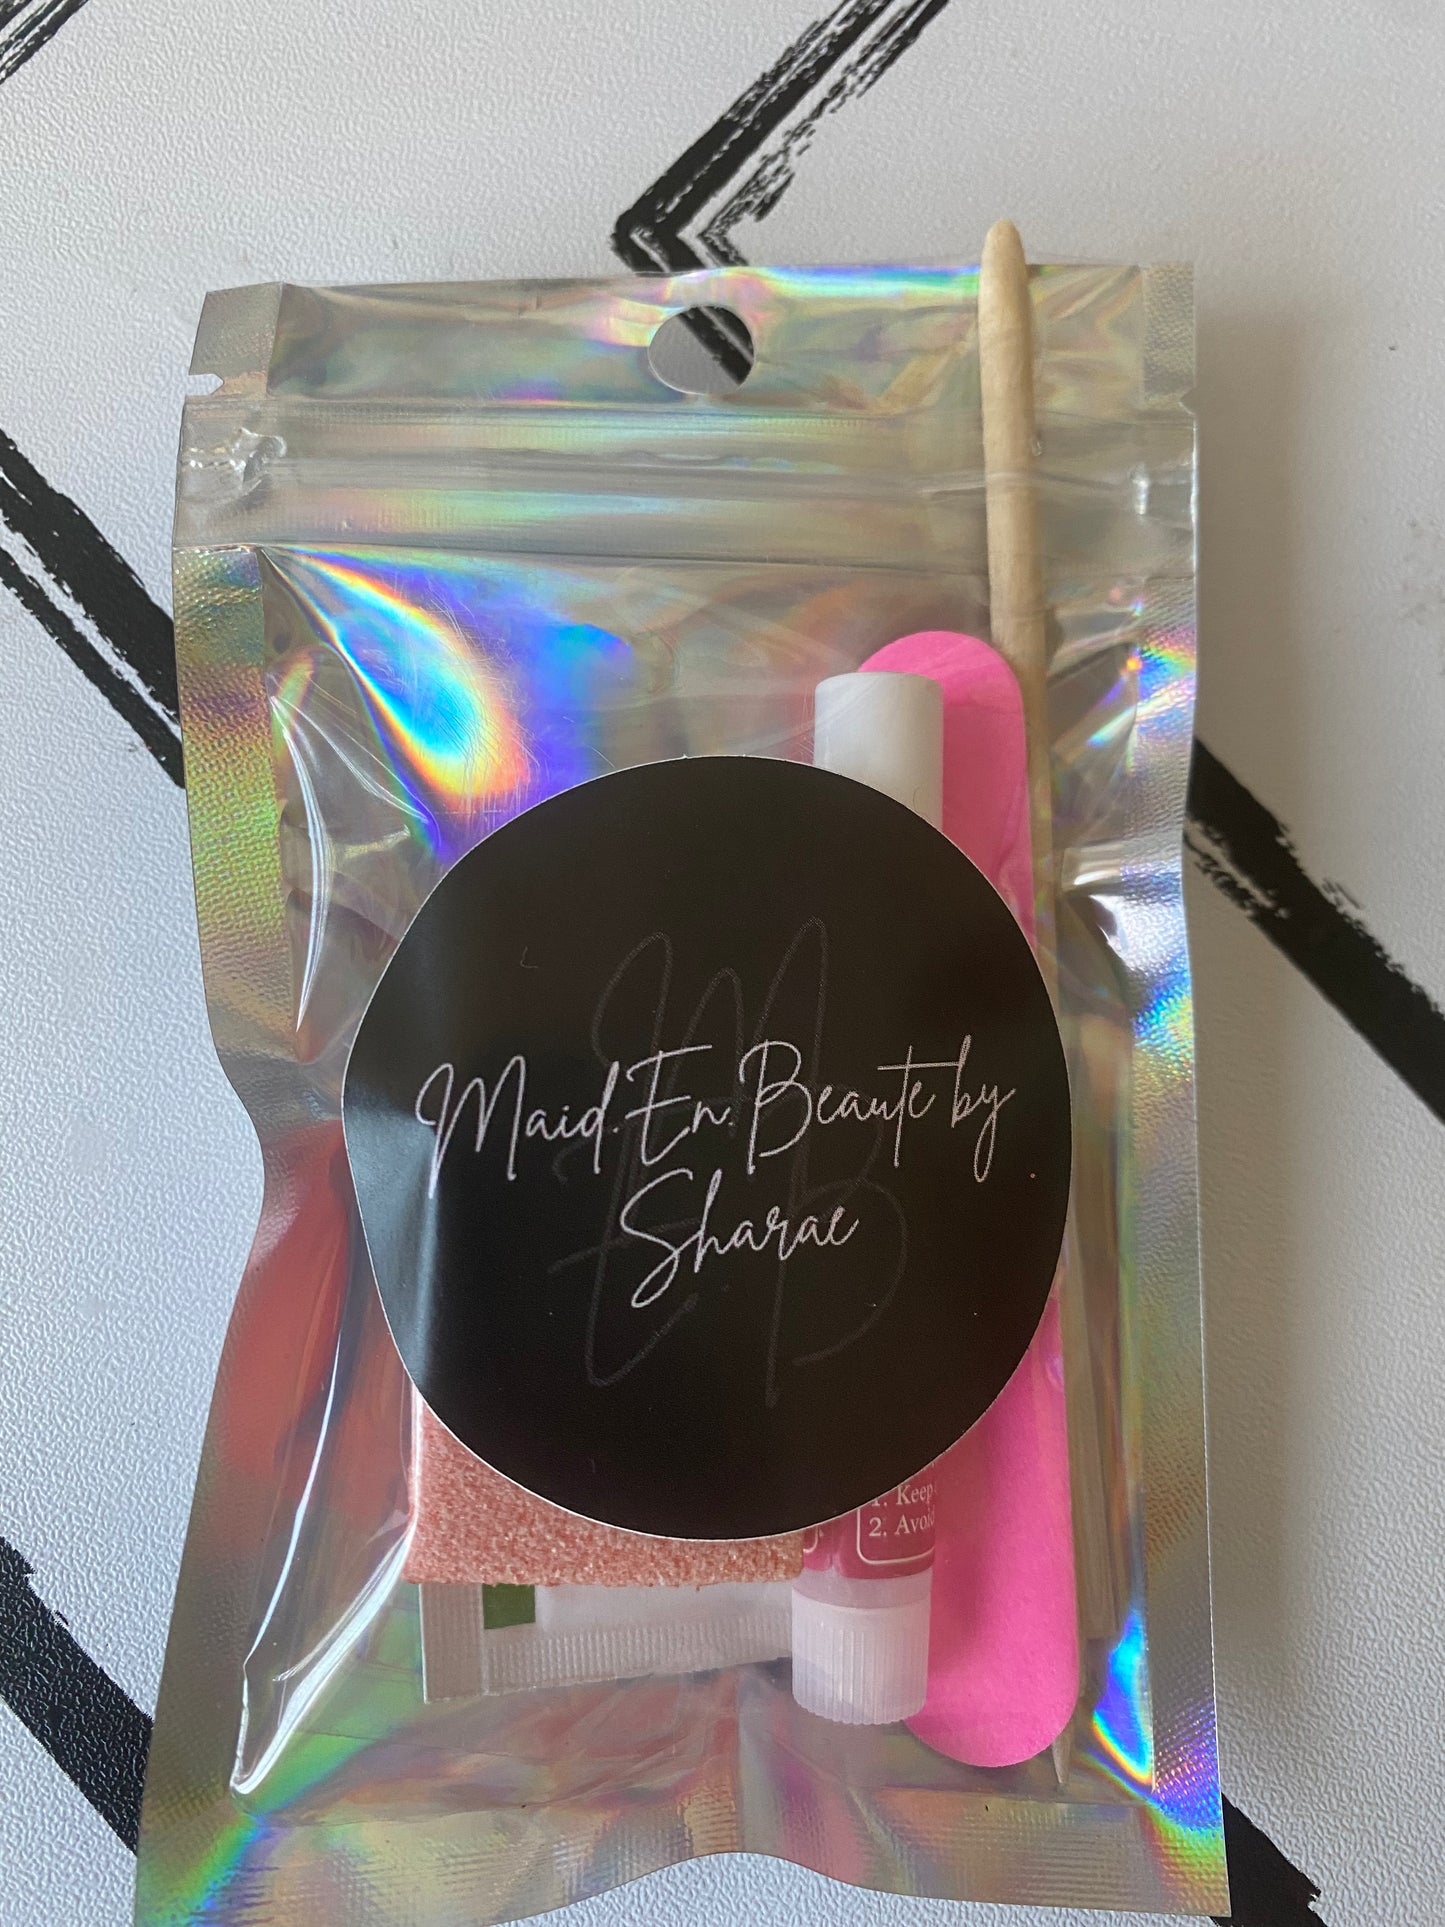 Maid.En.Beaute by
Sharae
1. Keep
2. Avoid